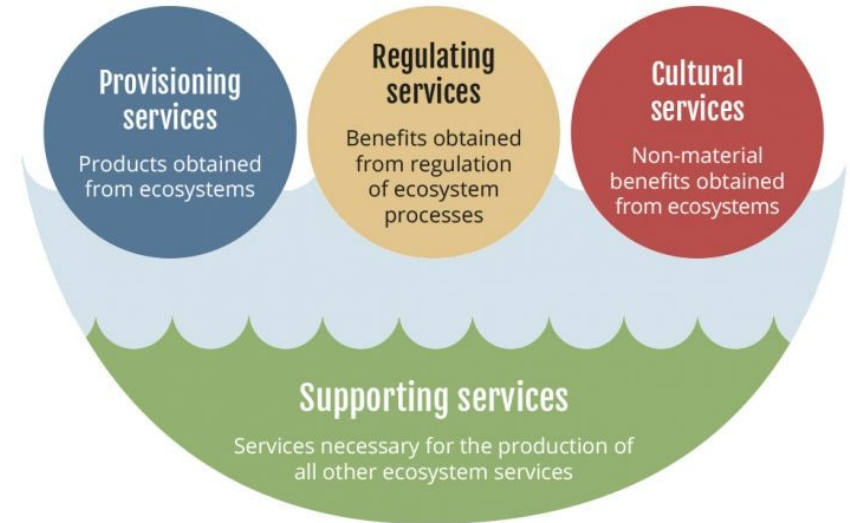 Provisioning
services
Products obtained
from ecosystems
Regulating
services
Benefits obtained
from regulation
of ecosystem
processes
Cultural
services
Non-material
benefits obtained
from ecosystems
Supporting services
Services necessary for the production of
all other ecosystem services